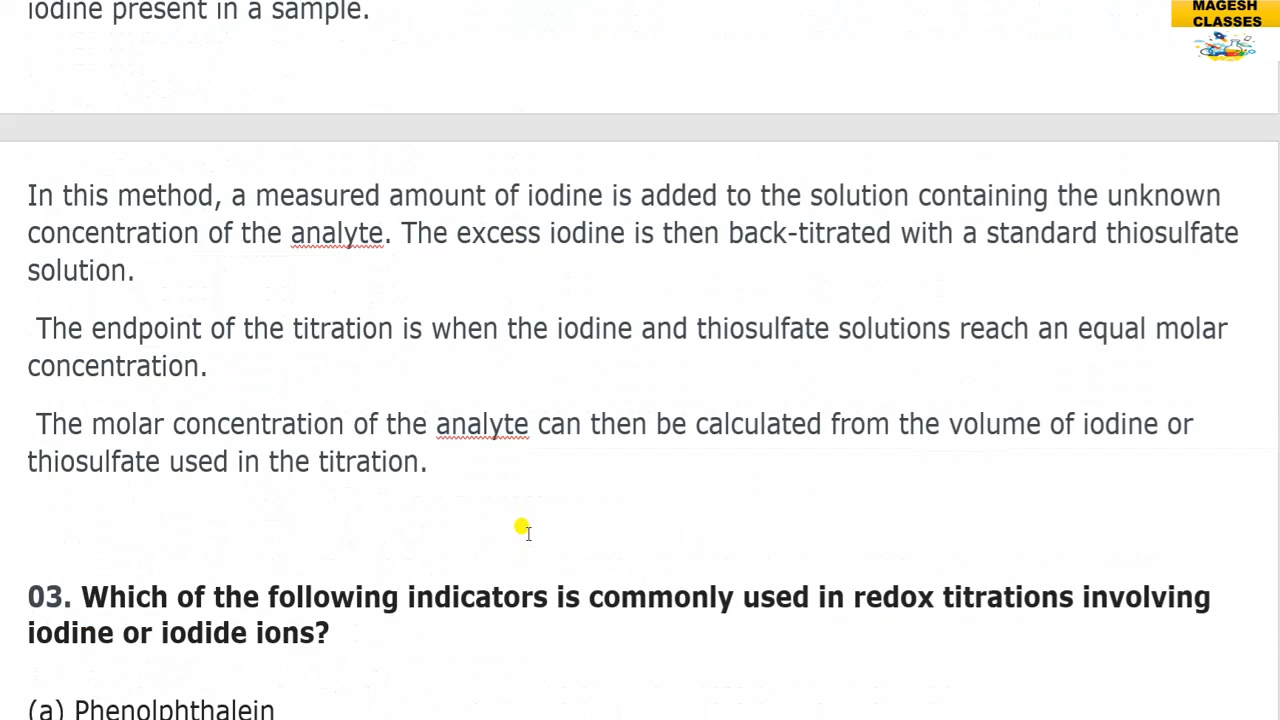 iodine present in a sample.
MAGESH
CLASSES
In this method, a measured amount of iodine is added to the solution containing the unknown
concentration of the analyte. The excess iodine is then back-titrated with a standard thiosulfate
solution.
The endpoint of the titration is when the iodine and thiosulfate solutions reach an equal molar
concentration.
The molar concentration of the analyte can then be calculated from the volume of iodine or
thiosulfate used in the titration.
03. Which of the following indicators is commonly used in redox titrations involving
iodine or iodide ions?
(a) Phenolphthalein